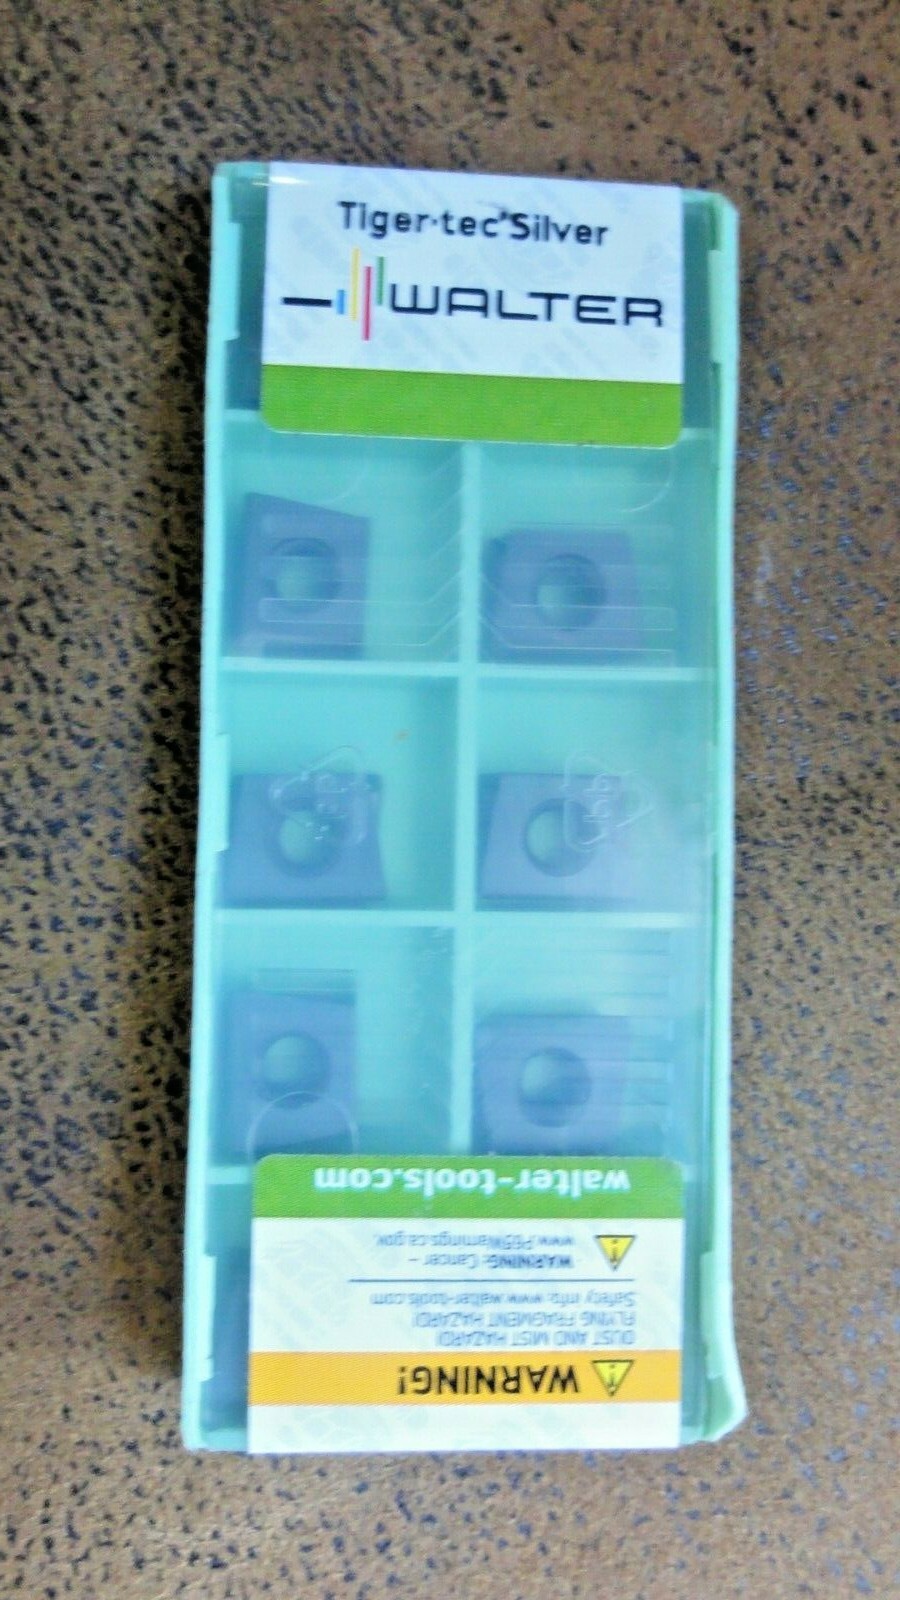 Tiger·tec®Silver
WALTER
walter-tools.com
WARNING!
DUST AND MIST HAZARD!
FLYING FRAGMENT HAZARD!
Safety info: www.walter-tools.com
WARNING: Cancer –
www.P65Warnings.ca.gov.